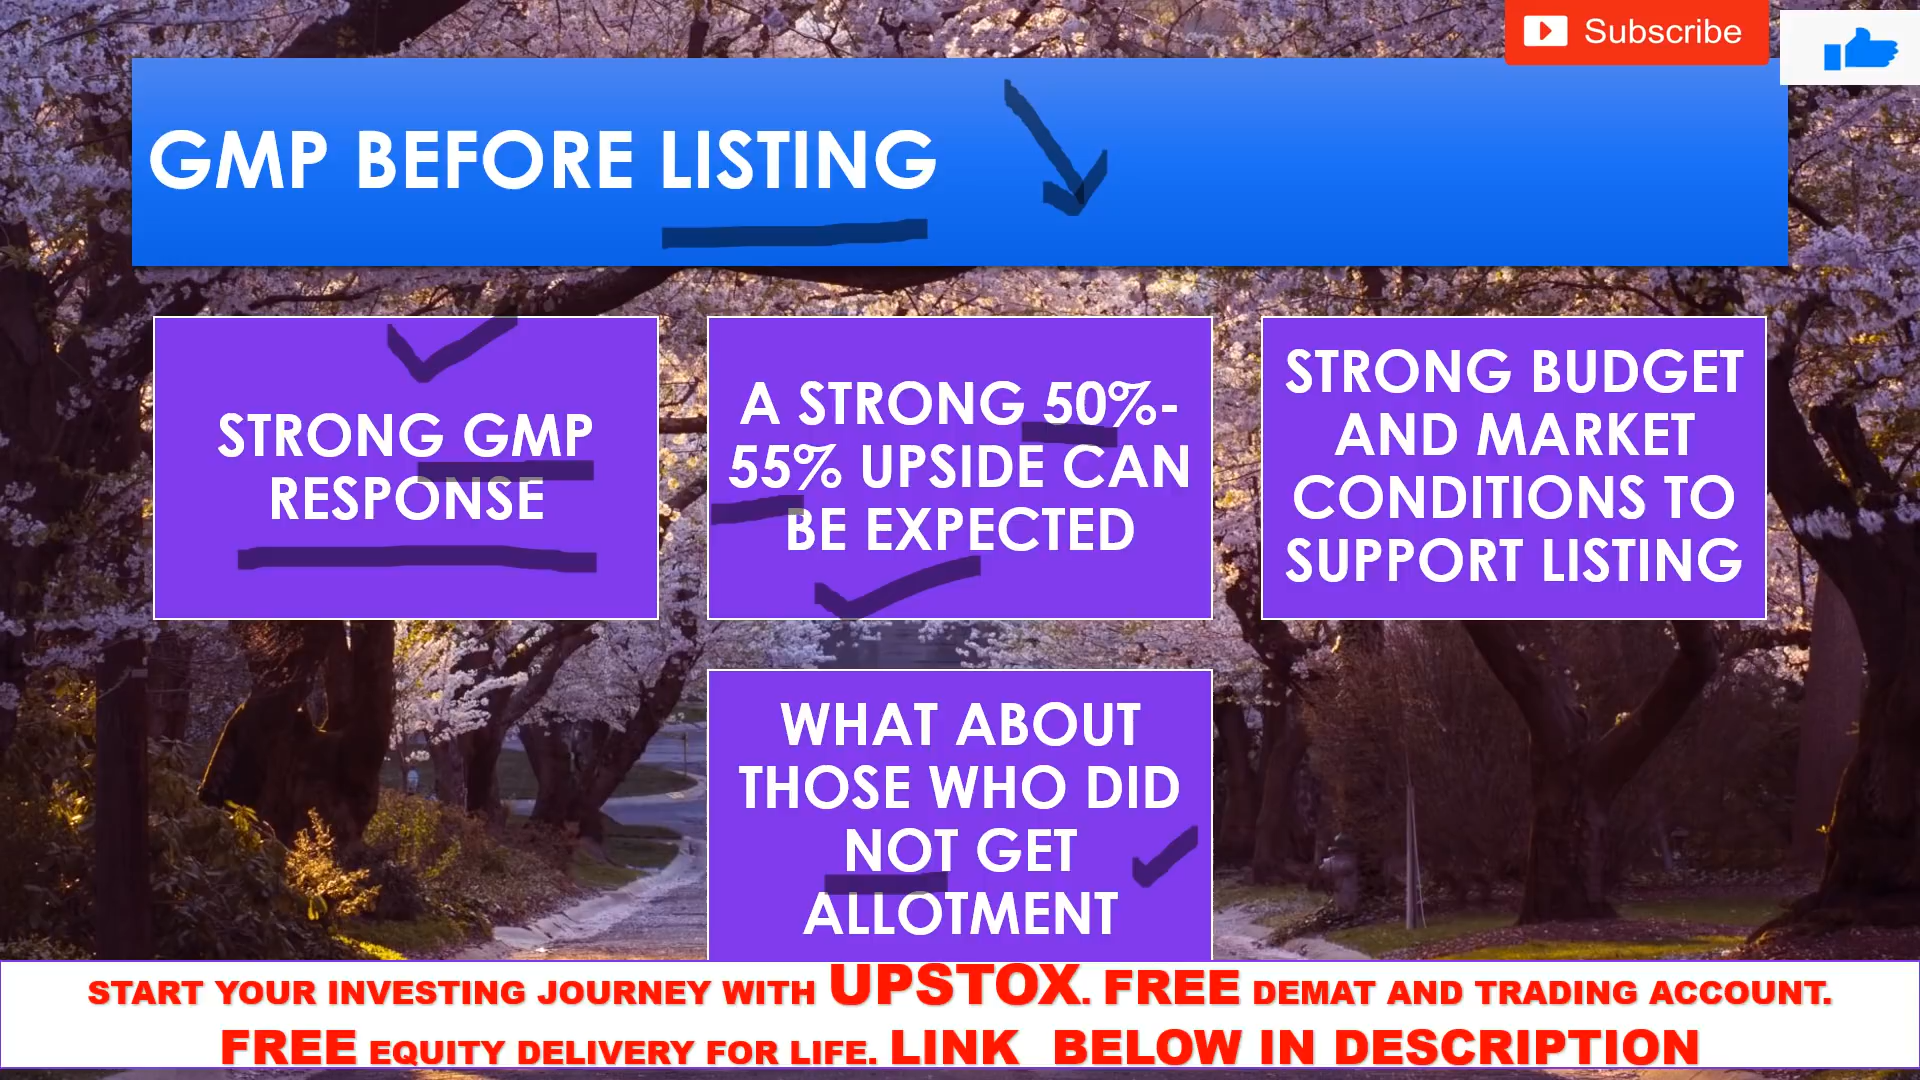 Subscribe
GMP BEFORE LISTING
STRONG GMP
RESPONSE
A STRONG 50%-
55% UPSIDE CAN
BE EXPECTED
STRONG BUDGET
AND MARKET
CONDITIONS TO
SUPPORT LISTING
WHAT ABOUT
THOSE WHO DID
NOT GET
ALLOTMENT
START YOUR INVESTING JOURNEY WITH UPSTOX. FREE DEMAT AND TRADING ACCOUNT.
FREE EQUITY DELIVERY FOR LIFE. LINK BELOW IN DESCRIPTION